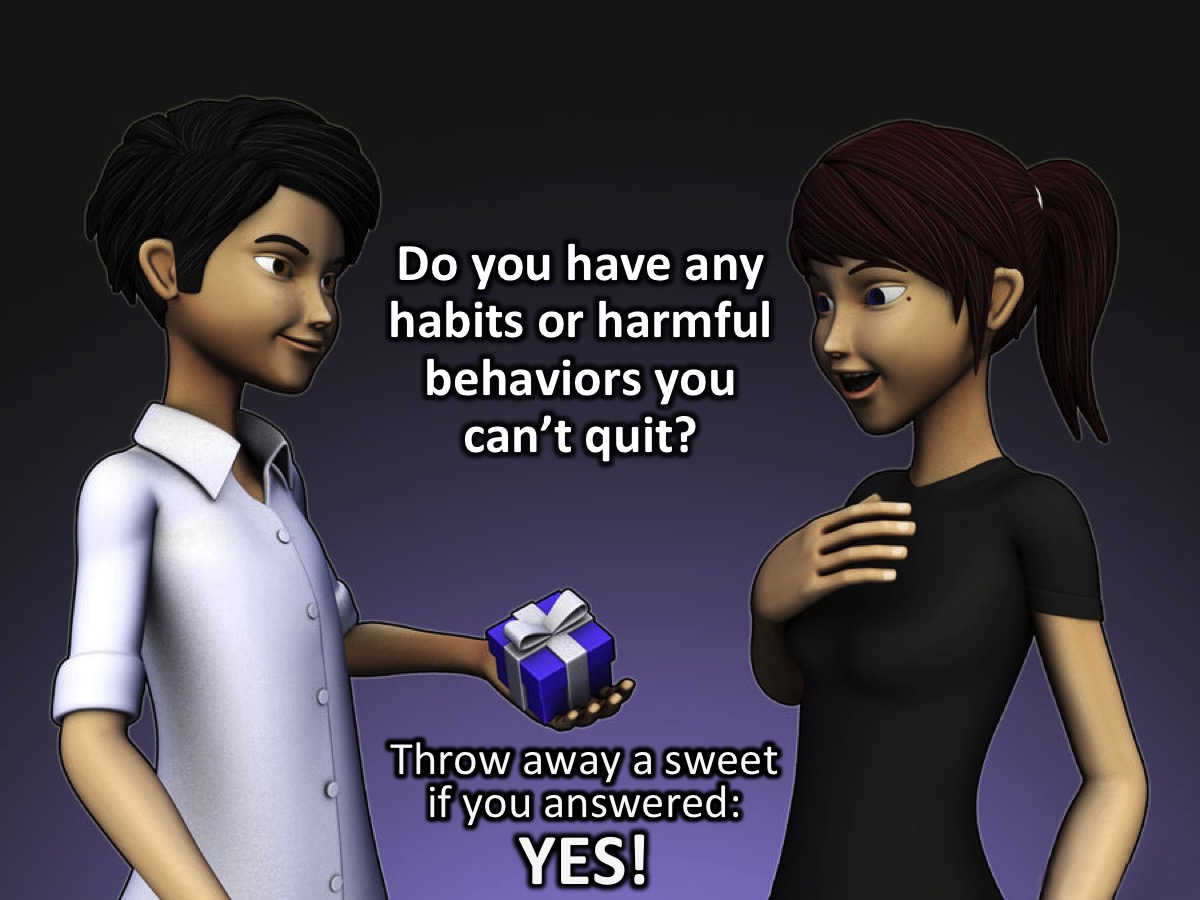 Do you have any
habits or harmful
behaviors you
can’t quit?
Throw away a sweet
if you answered:
YES!